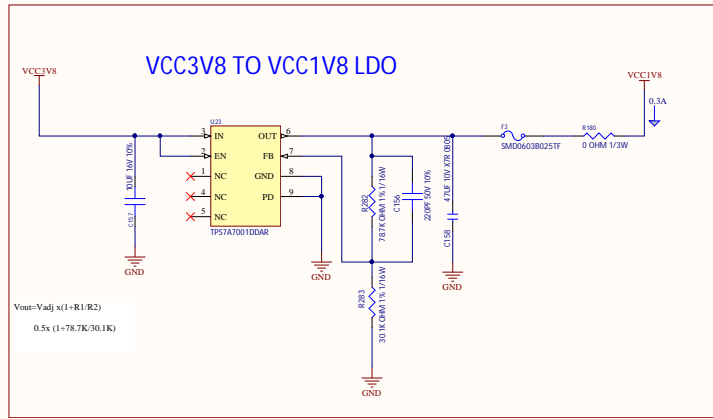 VCC3V8 TO VCC1V8 LDO
VCC3V8
VCC1V8
0.3A
U23
3 IN OUT 6
2 EN FB 7
1 NC GND 8
4 NC PD 9
5 NC
TPS7A7001DDAR
10UF 16V 10%
C157
GND
GND
R282
78.7K OHM 1% 1/16W
C156
220PF 50V 10%
4.7UF 10V X7R 0805
C158
GND
F3
SMD0603B025TF
R180
0 OHM 1/3W
R283
30.1K OHM 1% 1/16W
GND
Vout=Vadj x(1+R1/R2)
0.5x (1+78.7K/30.1K)